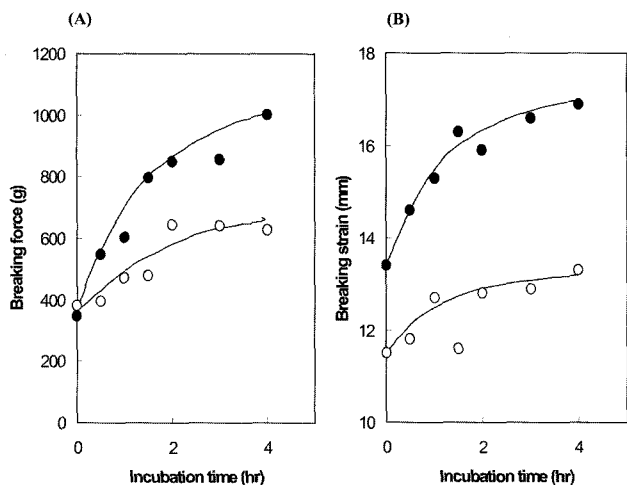 (A) (B)
1200
1000
800
600
400
200
0
Breaking force (g)
0 2 4
Incubation time (hr)
18
16
14
12
10
Breaking strain (mm)
0 2 4
Incubation time (hr)